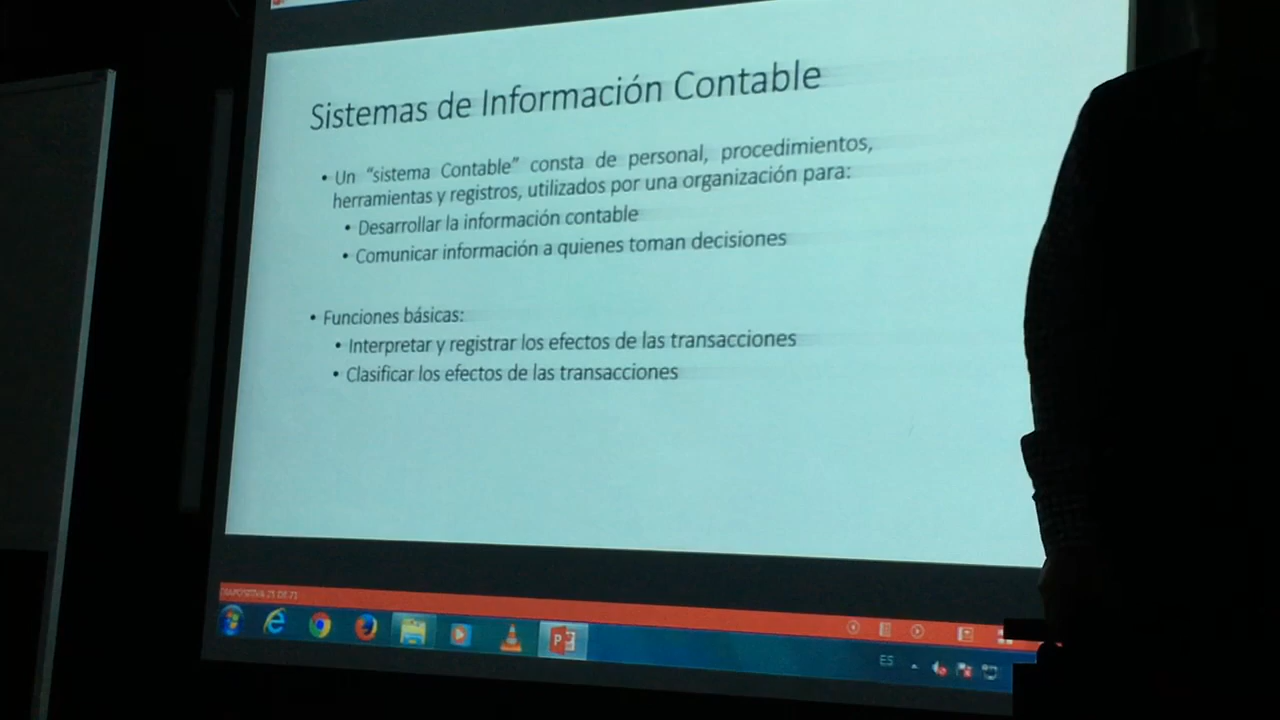 Sistemas de Información Contable
• Un “sistema Contable” consta de personal, procedimientos,
herramientas y registros, utilizados por una organización para:
• Desarrollar la información contable
• Comunicar información a quienes toman decisiones
• Funciones básicas:
• Interpretar y registrar los efectos de las transacciones
• Clasificar los efectos de las transacciones
ES